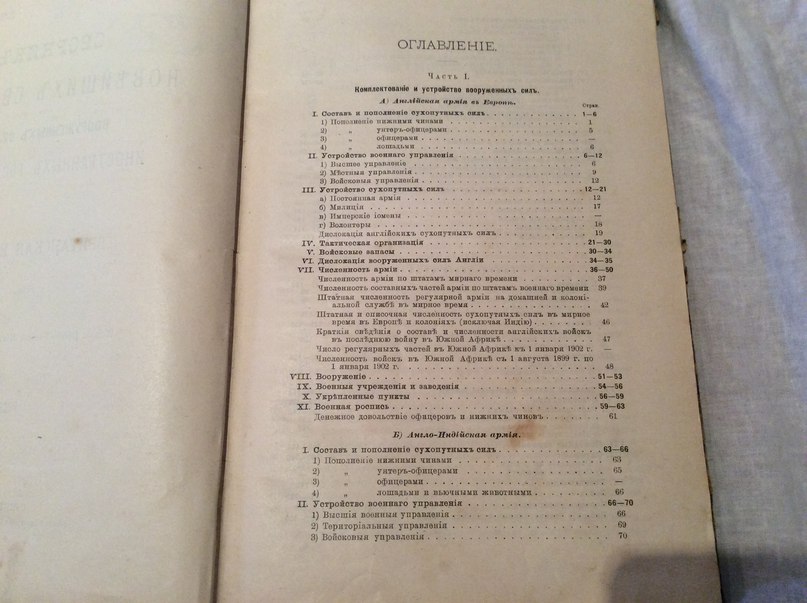 ОГЛАВЛЕНІЕ.
Часть I.
Комплектованіе и устройство вооруженныхъ силъ.
А) Англійская армія въ Европѣ.
Стран.
I. Составъ и пополненіе сухопутныхъ силъ . . . 1—6
1) Пополненіе нижними чинами . . . 1
2) „ унтеръ-офицерами . . . 5
3) „ офицерами . . . —
4) „ лошадьми . . . 6
II. Устройство военнаго управленія . . . 6—12
1) Высшее управленіе . . . 6
2) Мѣстныя управленія . . . 9
3) Войсковыя управленія . . . 12
III. Устройство сухопутныхъ силъ . . . 12—21
а) Постоянная армія . . . 12
б) Милиція . . . 17
в) Имперскіе іомены . . . —
г) Волонтеры . . . 18
Дислокація англійскихъ сухопутныхъ силъ . . . 19
IV. Тактическая организація . . . 21—30
V. Войсковые запасы . . . 30—34
VI. Дислокація вооруженныхъ силъ Англіи . . . 34—35
VII. Численность арміи . . . 36—50
Численность арміи по штатамъ мирнаго времени . . . 37
Численность составныхъ частей арміи по штатамъ военнаго времени 39
Штатная численность регулярной арміи на домашней и колоні-
альной службѣ въ мирное время . . . 42
Штатная и списочная численность сухопутныхъ силъ въ мирное
время въ Европѣ и колоніяхъ (исключая Индію) . . . 46
Краткія свѣдѣнія о составѣ и численности англійскихъ войскъ
въ послѣднюю войну въ Южной Африкѣ . . . 47
Число регулярныхъ частей въ Южной Африкѣ къ 1 января 1902 г. —
Численность войскъ въ Южной Африкѣ съ 1 августа 1899 г. по
1 января 1902 г. . . . 48
VIII. Вооруженіе . . . 51—53
IX. Военныя учрежденія и заведенія . . . 54—56
X. Укрѣпленные пункты . . . 56—59
XI. Военная роспись . . . 59—63
Денежное довольствіе офицеровъ и нижнихъ чиновъ . . . 61
Б) Англо-Индійская армія.
I. Составъ и пополненіе сухопутныхъ силъ . . . 63—66
1) Пополненіе нижними чинами . . . 63
2) „ унтеръ-офицерами . . . 65
3) „ офицерами . . . —
4) „ лошадьми и вьючными животными . . . 66
II. Устройство военнаго управленія . . . 66—70
1) Высшія военныя управленія . . . 66
2) Територіальныя управленія . . . 69
3) Войсковыя управленія . . . 70